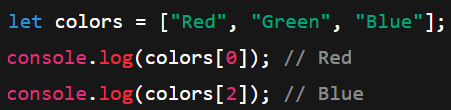 let colors = ["Red", "Green", "Blue"];
console.log(colors[0]); // Red
console.log(colors[2]); // Blue